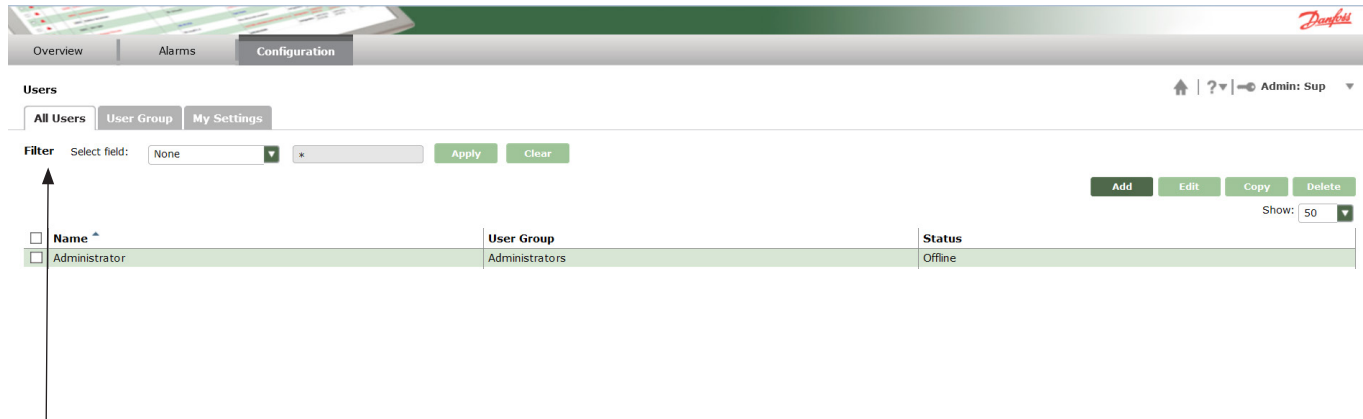 Danfoss
Overview Alarms Configuration
Users
? Admin: Sup
All Users User Group My Settings
Filter Select field: None * Apply Clear
Add Edit Copy Delete
Show: 50
Name User Group Status
Administrator Administrators Offline